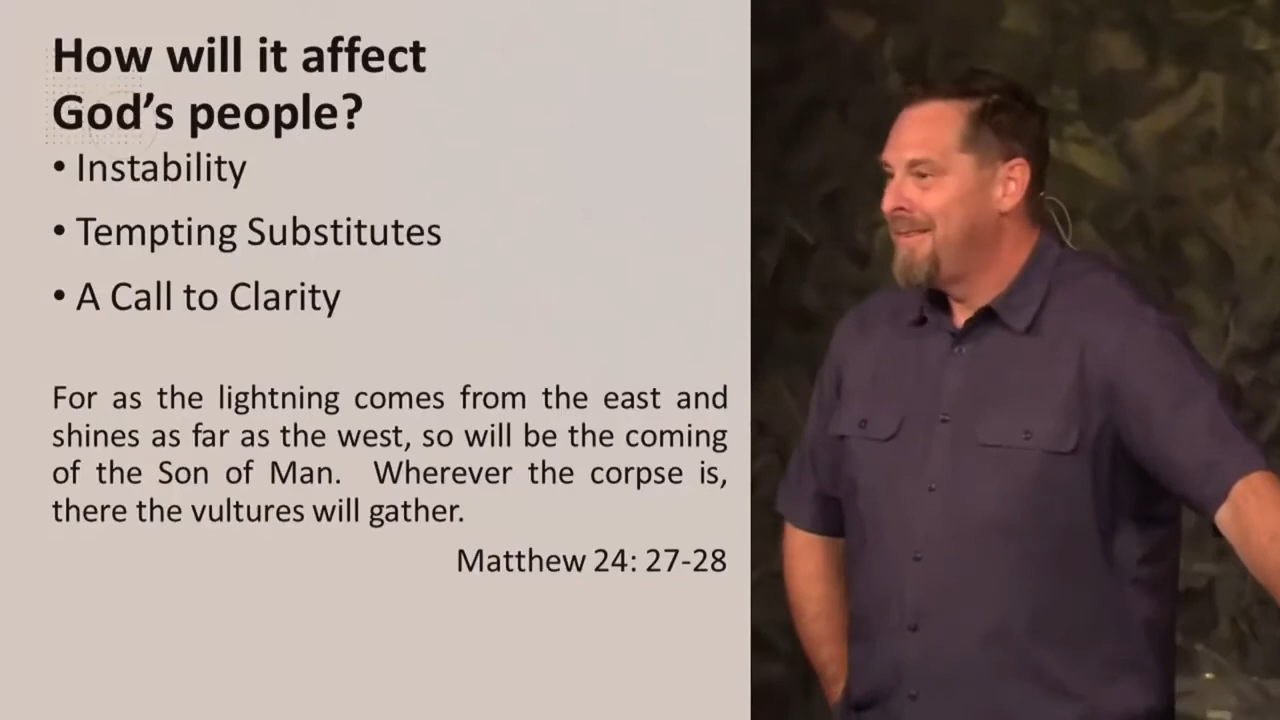 How will it affect
God's people?
• Instability
• Tempting Substitutes
• A Call to Clarity
For as the lightning comes from the east and
shines as far as the west, so will be the coming
of the Son of Man.  Wherever the corpse is,
there the vultures will gather.
Matthew 24: 27-28